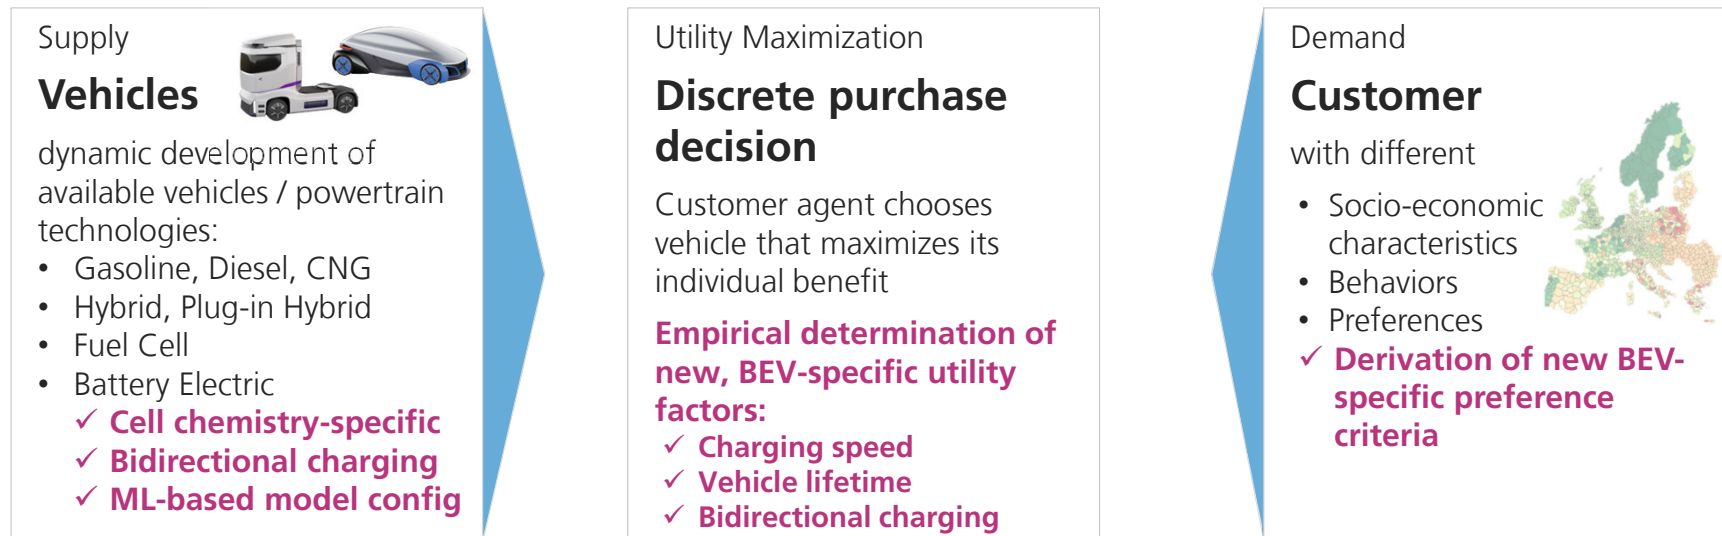 Supply
Vehicles
dynamic development of
available vehicles / powertrain
technologies:
• Gasoline, Diesel, CNG
• Hybrid, Plug-in Hybrid
• Fuel Cell
• Battery Electric
✓ Cell chemistry-specific
✓ Bidirectional charging
✓ ML-based model config
Utility Maximization
Discrete purchase
decision
Customer agent chooses
vehicle that maximizes its
individual benefit
Empirical determination of
new, BEV-specific utility
factors:
✓ Charging speed
✓ Vehicle lifetime
✓ Bidirectional charging
Demand
Customer
with different
• Socio-economic
characteristics
• Behaviors
• Preferences
✓ Derivation of new BEV-
specific preference
criteria